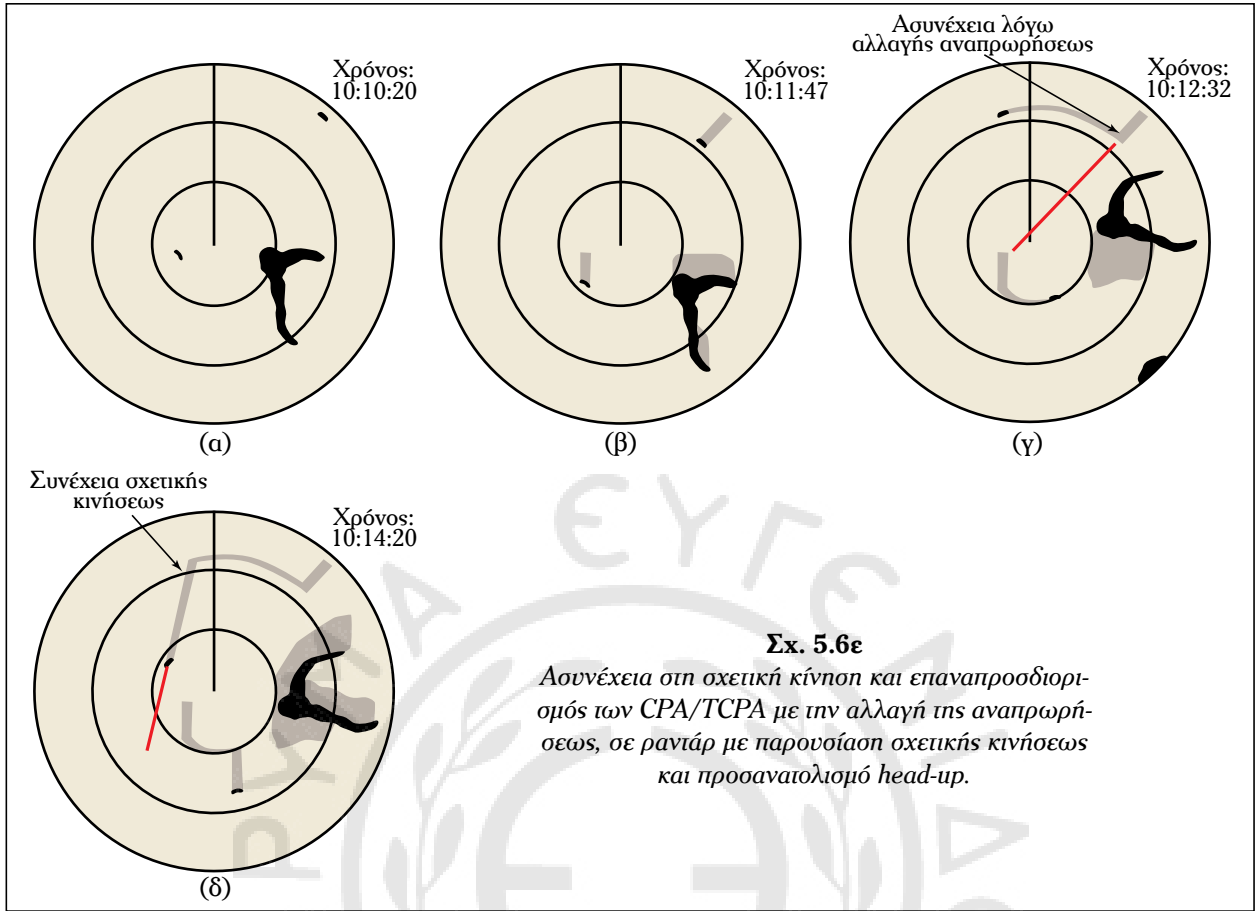 Χρόνος:
10:10:20
(α)
Χρόνος:
10:11:47
(β)
Ασυνέχεια λόγω
αλλαγής αναπρωρήσεως
Χρόνος:
10:12:32
(γ)
Συνέχεια σχετικής
κινήσεως
Χρόνος:
10:14:20
(δ)
Σχ. 5.6ε
Ασυνέχεια στη σχετική κίνηση και επαναπροσδιορι-
σμός των CPA/TCPA με την αλλαγή της αναπρωρή-
σεως, σε ραντάρ με παρουσίαση σχετικής κινήσεως
και προσανατολισμό head-up.